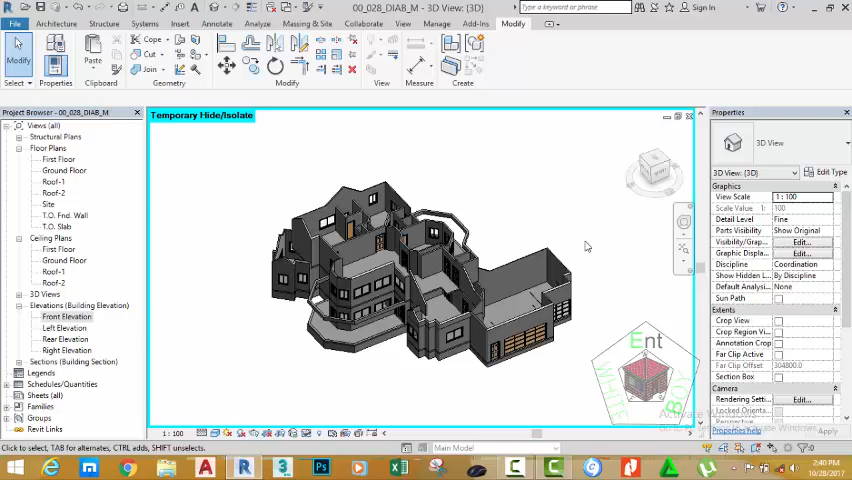 00_028_DIAB_M - 3D View: {3D}
Type a keyword or phrase
Sign In
File
Architecture
Structure
Systems
Insert
Annotate
Analyze
Massing & Site
Collaborate
View
Manage
Add-Ins
Modify
Modify
Paste
Cope
Cut
Join
Select
Properties
Clipboard
Geometry
Modify
View
Measure
Create
Project Browser - 00_028_DIAB_M
Views (all)
Structural Plans
Floor Plans
First Floor
Ground Floor
Roof-1
Roof-2
Site
T.O. Fnd. Wall
T.O. Slab
Ceiling Plans
First Floor
Ground Floor
Roof-1
Roof-2
3D Views
Elevations (Building Elevation)
Front Elevation
Left Elevation
Rear Elevation
Right Elevation
Sections (Building Section)
Legends
Schedules/Quantities
Sheets (all)
Families
Groups
Revit Links
Temporary Hide/Isolate
Ent
WHITE
BOY
Activate Windows
Properties
3D View
3D View: {3D}
Edit Type
Graphics
View Scale 1 : 100
Scale Value 1: 100
Detail Level Fine
Parts Visibility Show Original
Visibility/Grap... Edit...
Graphic Displa... Edit...
Discipline Coordination
Show Hidden L... By Discipline
Default Analysi... None
Sun Path
Extents
Crop View
Crop Region Vi...
Annotation Crop
Far Clip Active
Far Clip Offset 304800.0
Section Box
Camera
Rendering Setti... Edit...
Locked Orienta...
Properties help
Apply
1 : 100
Click to select, TAB for alternates, CTRL adds, SHIFT unselects.
:0
Main Model
:0
2:40 PM
10/28/2017